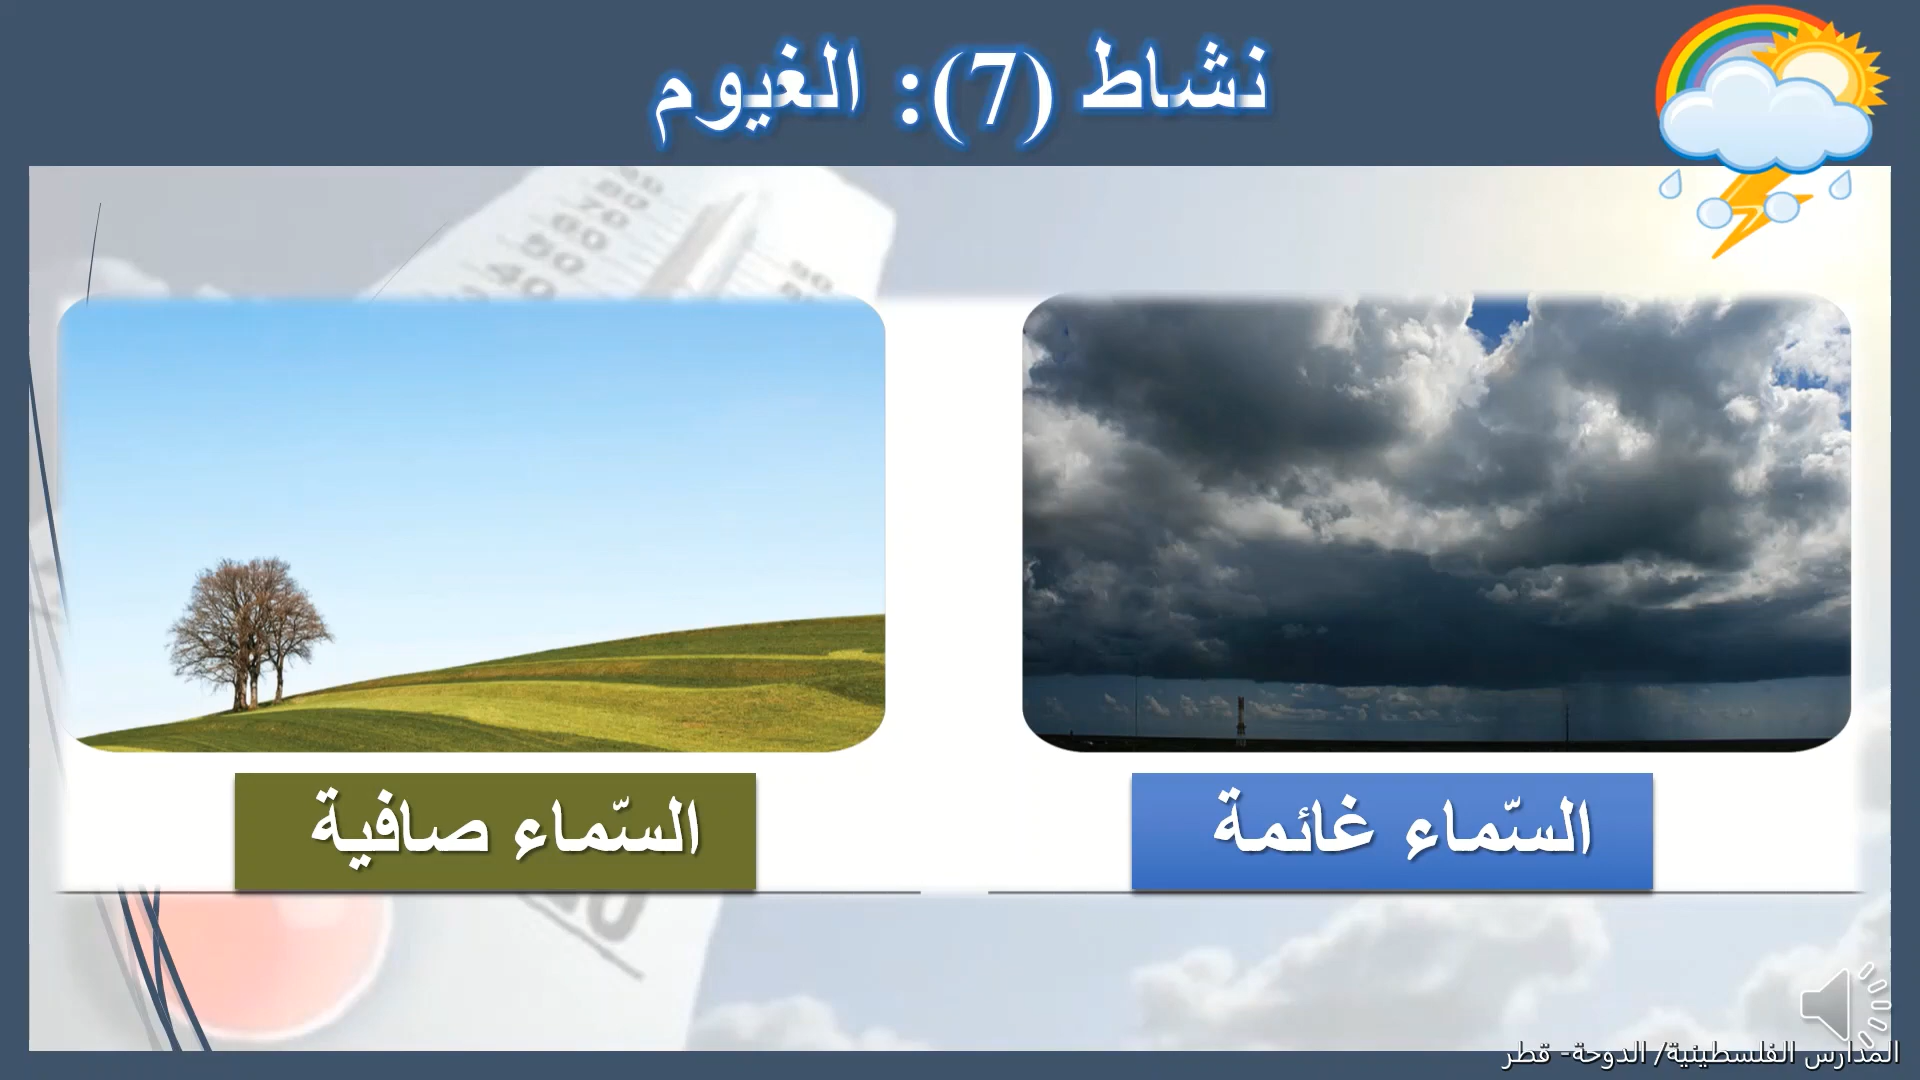 نشاط (7): الغيوم
السّماء غائمة
السّماء صافية
المدارس الفلسطينية/ الدوحة- قطر